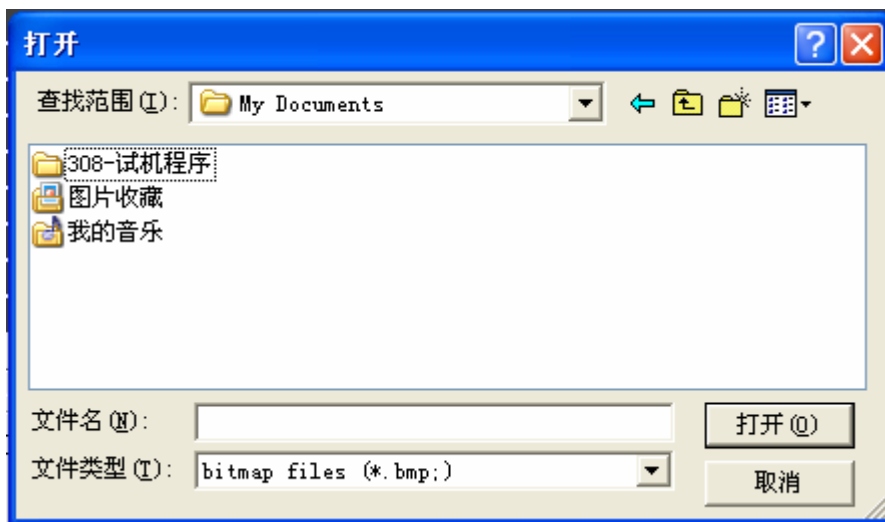 打开
查找范围(I): My Documents
308-试机程序
图片收藏
我的音乐
文件名(N): 打开(O)
文件类型(T): bitmap files (*.bmp;) 取消